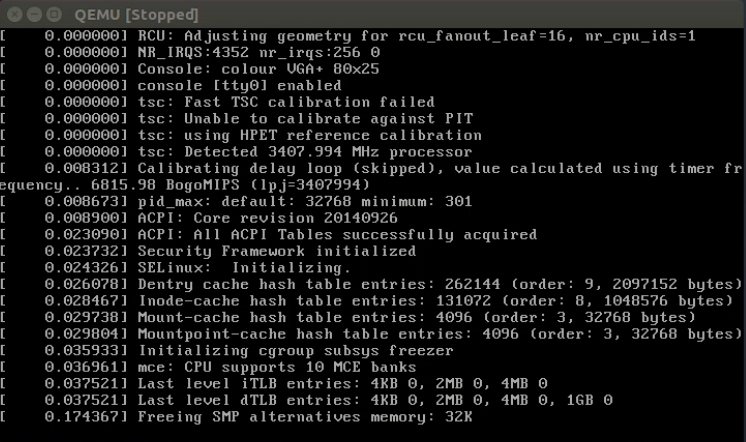 QEMU [Stopped]
[    0.000000] RCU: Adjusting geometry for rcu_fanout_leaf=16, nr_cpu_ids=1
[    0.000000] NR_IRQS:4352 nr_irqs:256 0
[    0.000000] Console: colour VGA+ 80x25
[    0.000000] console [tty0] enabled
[    0.000000] tsc: Fast TSC calibration failed
[    0.000000] tsc: Unable to calibrate against PIT
[    0.000000] tsc: using HPET reference calibration
[    0.000000] tsc: Detected 3407.994 MHz processor
[    0.008312] Calibrating delay loop (skipped), value calculated using timer fr
equency.. 6815.98 BogoMIPS (lpj=3407994)
[    0.008673] pid_max: default: 32768 minimum: 301
[    0.008900] ACPI: Core revision 20140926
[    0.023090] ACPI: All ACPI Tables successfully acquired
[    0.023732] Security Framework initialized
[    0.024326] SELinux:  Initializing.
[    0.026078] Dentry cache hash table entries: 262144 (order: 9, 2097152 bytes)
[    0.028467] Inode-cache hash table entries: 131072 (order: 8, 1048576 bytes)
[    0.029738] Mount-cache hash table entries: 4096 (order: 3, 32768 bytes)
[    0.029804] Mountpoint-cache hash table entries: 4096 (order: 3, 32768 bytes)
[    0.035933] Initializing cgroup subsys freezer
[    0.036961] mce: CPU supports 10 MCE banks
[    0.037521] Last level iTLB entries: 4KB 0, 2MB 0, 4MB 0
[    0.037521] Last level dTLB entries: 4KB 0, 2MB 0, 4MB 0, 1GB 0
[    0.174367] Freeing SMP alternatives memory: 32K